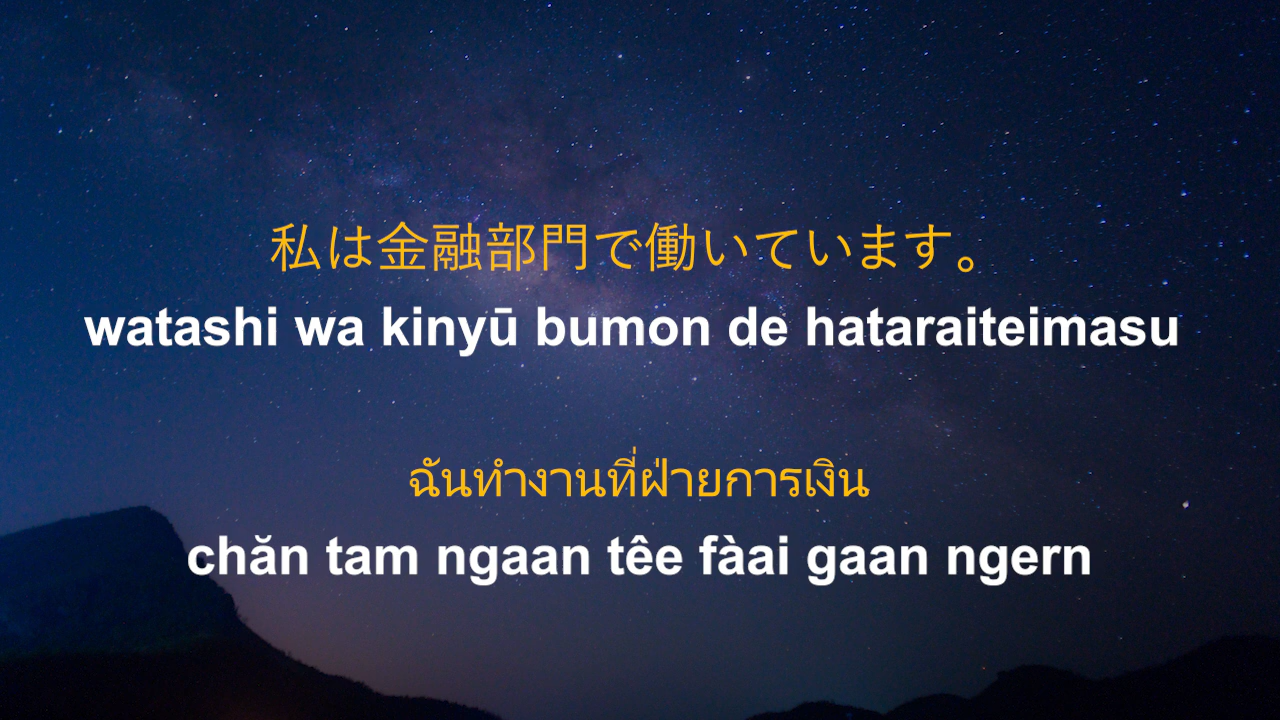 私は金融部門で働いています。
watashi wa kinyū bumon de hataraiteimasu
ฉันทำงานที่ฝ่ายการเงิน
chăn tam ngaan têe fàai gaan ngern